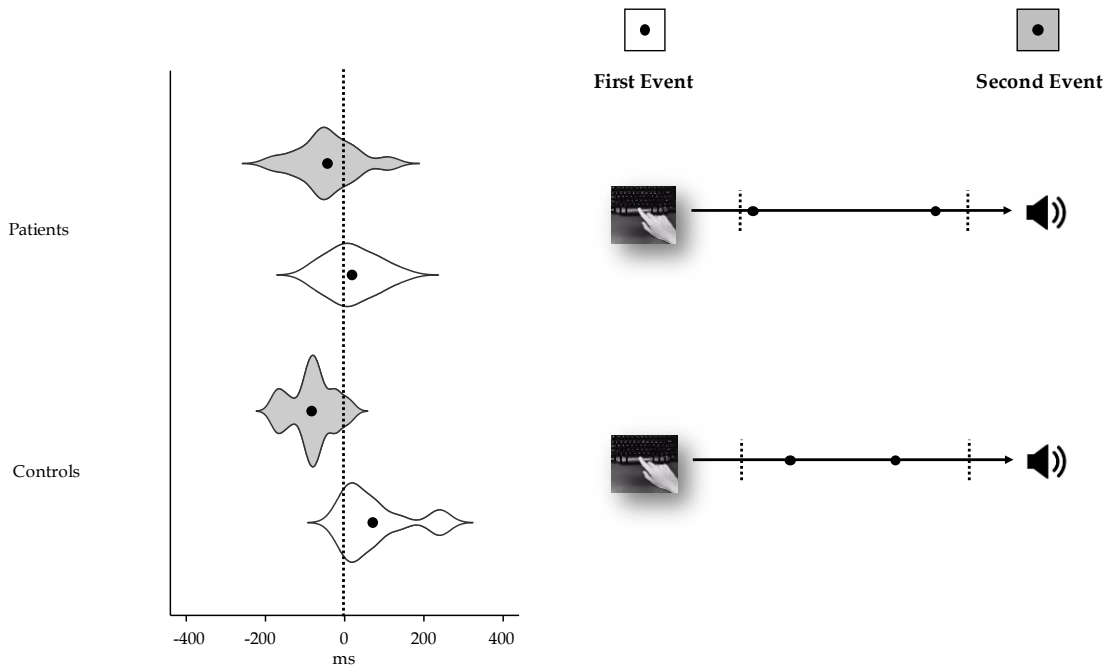 First Event
Second Event
Patients
Controls
-400
-200
0
200
400
ms